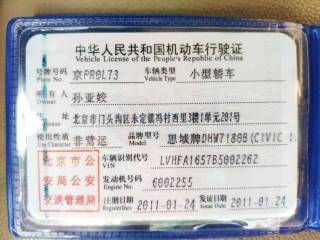 中华人民共和国机动车行驶证
Vehicle License of the People's Republic of China
号牌号码 京PR0L73 车辆类型 小型轿车
Plate No. Vehicle Type
所有人 孙亚姣
Owner
住址 北京市门头沟区永定镇冯村西里3楼1单元201号
Address
使用性质 非营运 品牌型号 思域牌DHW7180B(CIVIC 1
Use Character Model
北京市公 车辆识别代号 LVHFA1657B5002262
VIN
安局公安 发动机号码 6002255
Engine No.
交通管理局 注册日期 2011-01-24 发证日期 2011-01-24
Register Date Issue Date